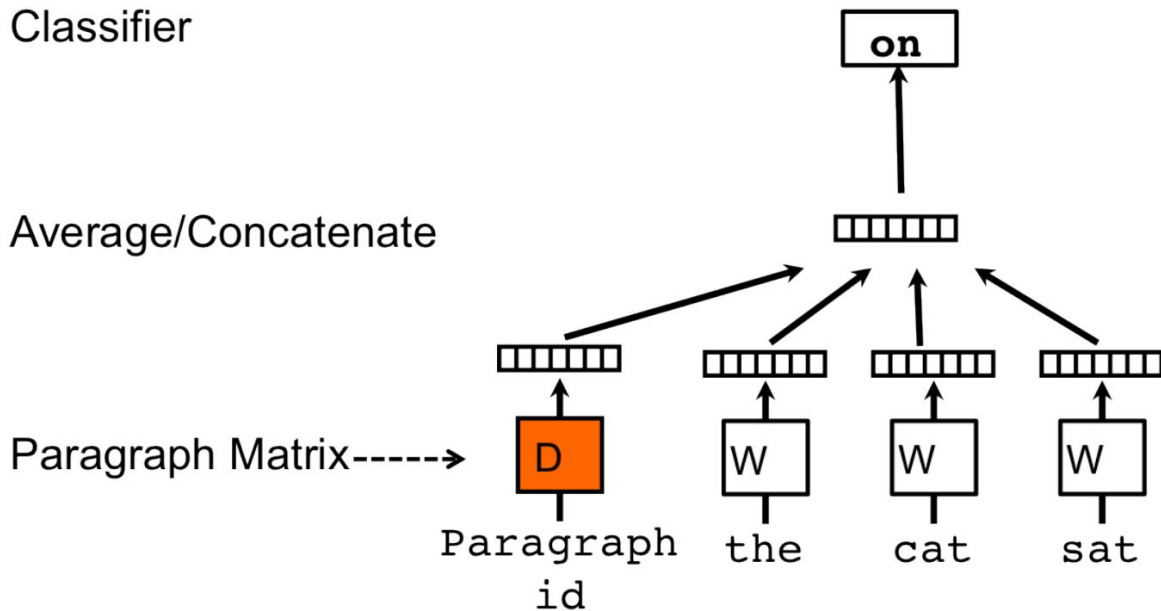 Classifier
on
Average/Concatenate
Paragraph Matrix
D
W
W
W
Paragraph
id
the
cat
sat